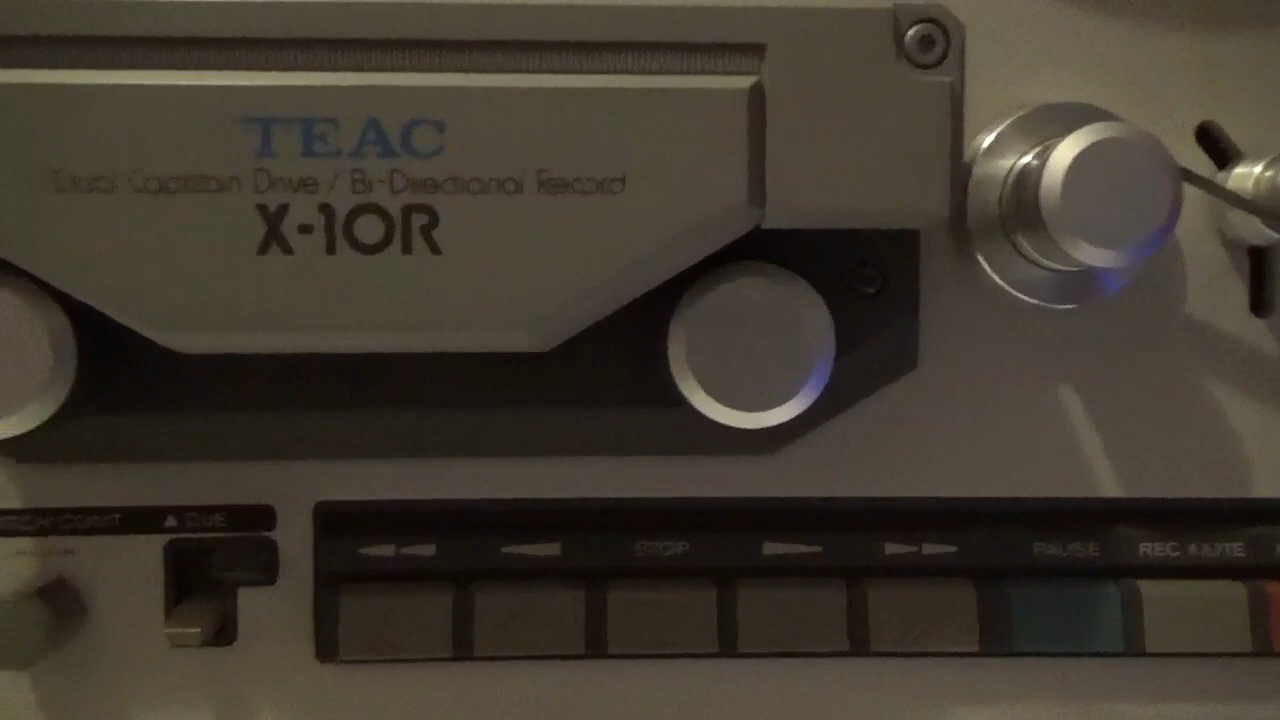 TEAC
Dual Capstan Drive / Bi-Directional Record
X-10R
▲ CUE
STOP
PAUSE
REC MUTE